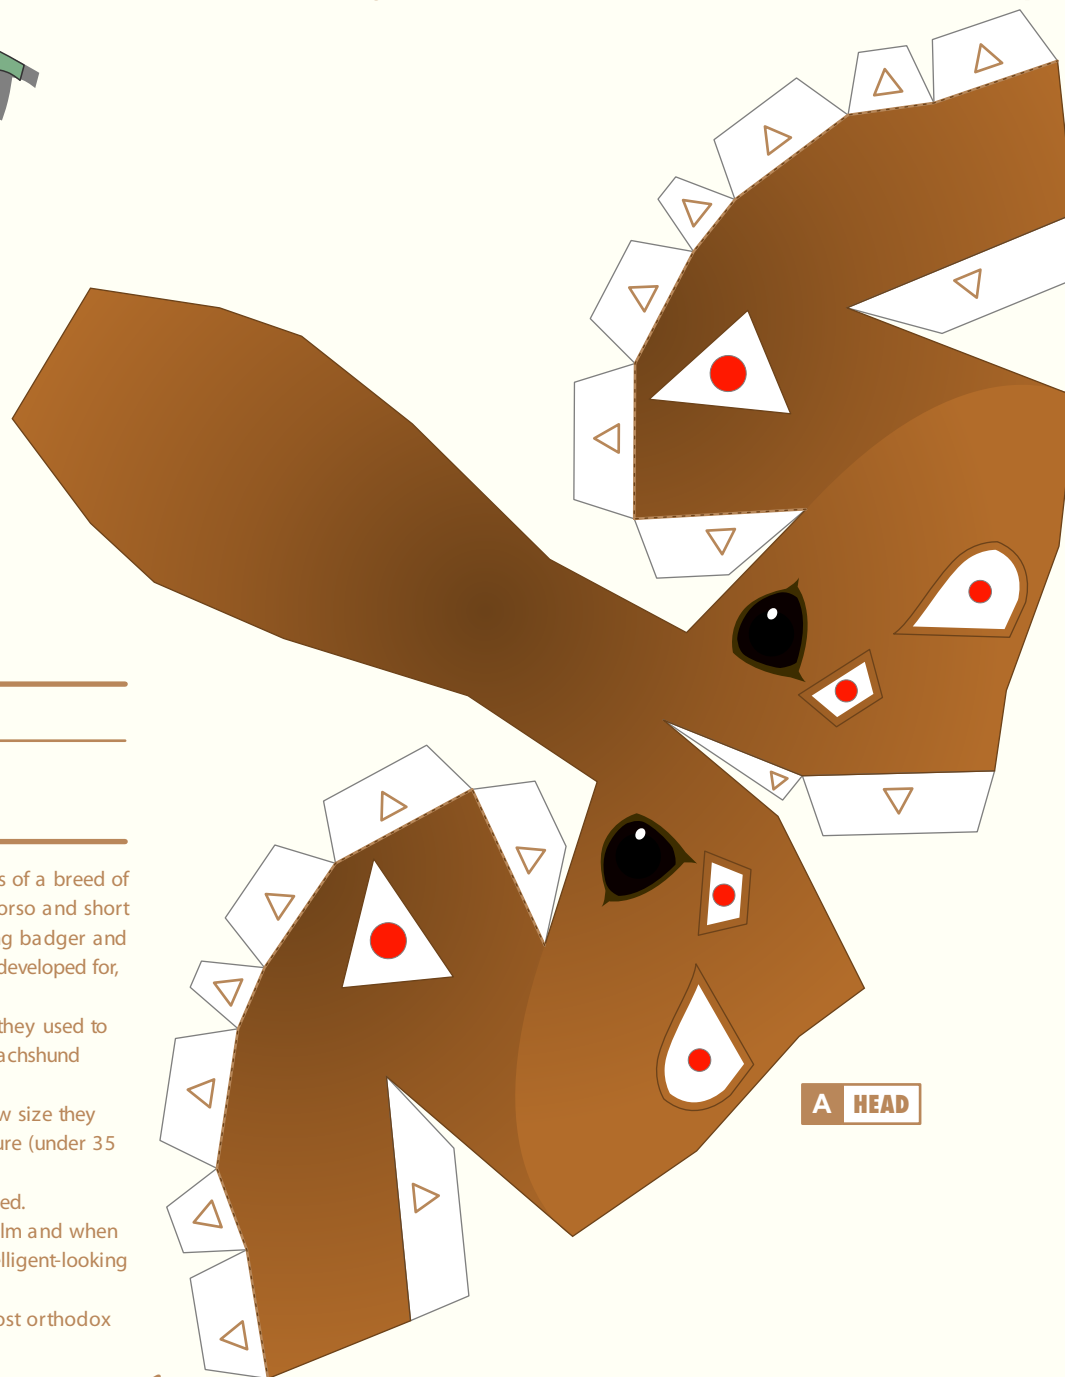 s of a breed of
orso and short
g badger and
developed for,
they used to
achshund
w size they
ure (under 35
ed.
lm and when
elligent-looking
ost orthodox
A HEAD